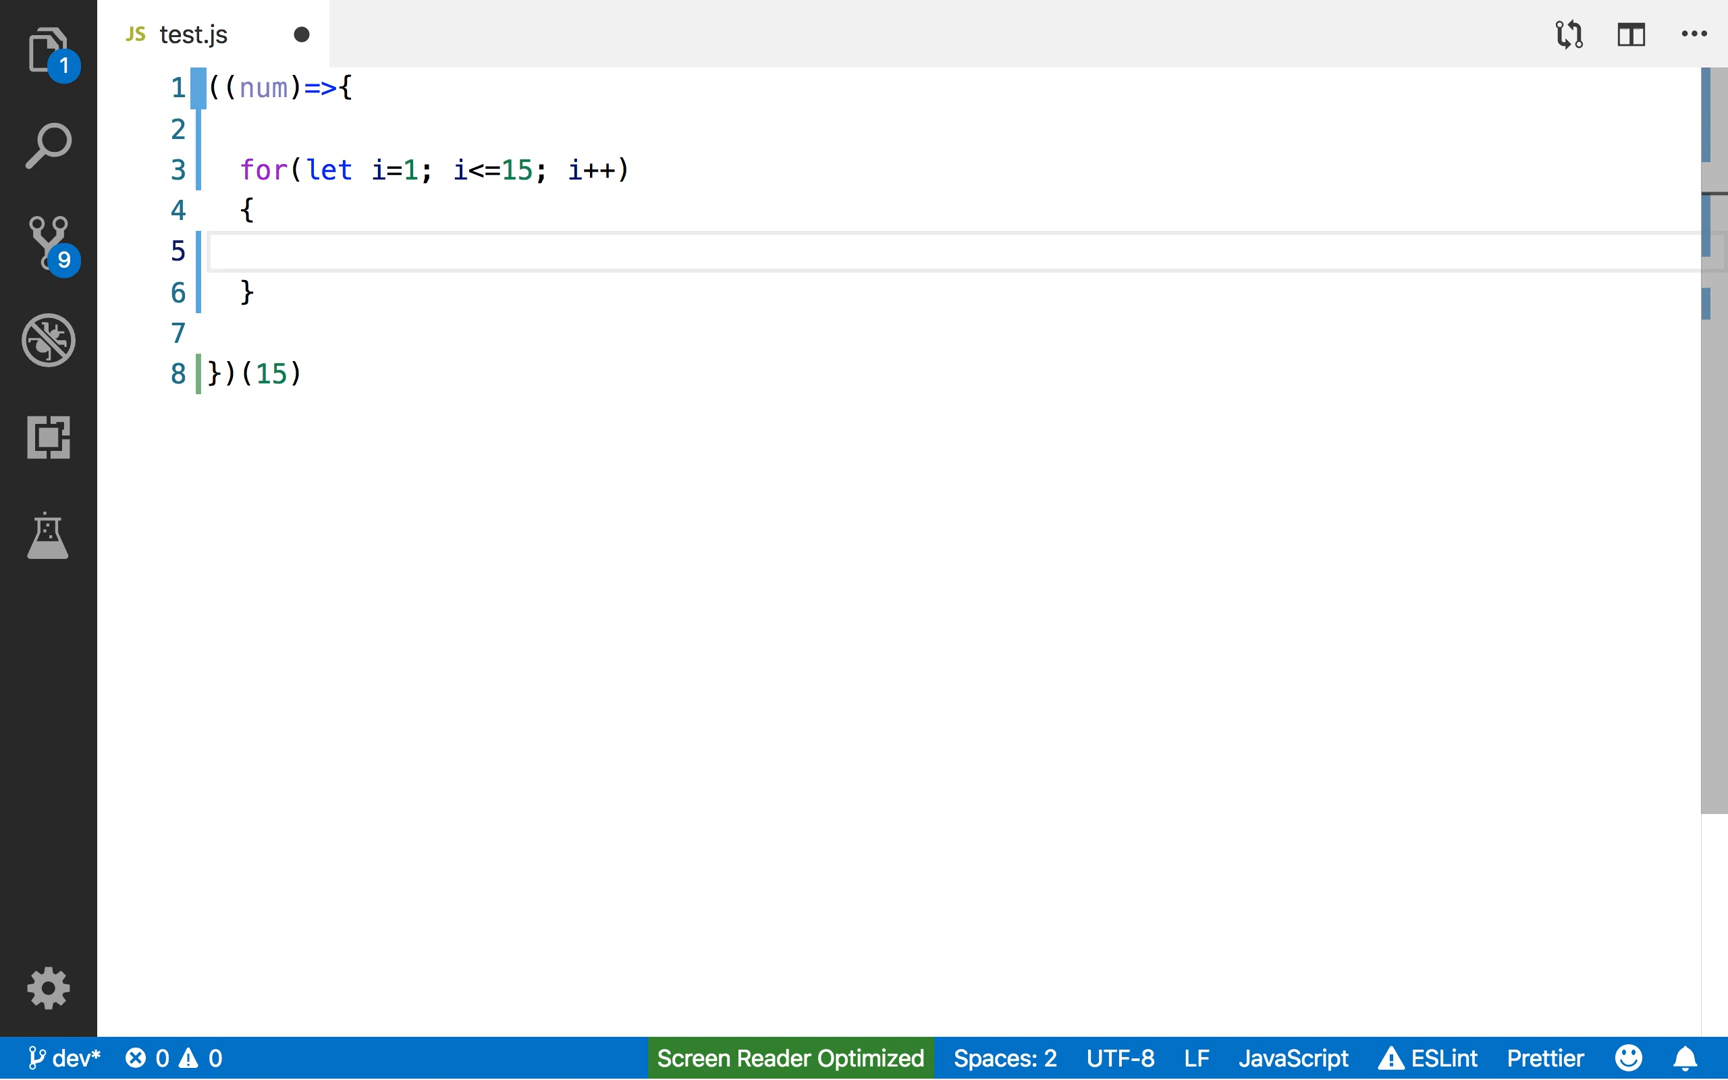 JS test.js
1 ((num)=>{
2
3 for(let i=1; i<=15; i++)
4 {
5
6 }
7
8 })(15)
1
9
dev* 0 0 Screen Reader Optimized Spaces: 2 UTF-8 LF JavaScript ESLint Prettier